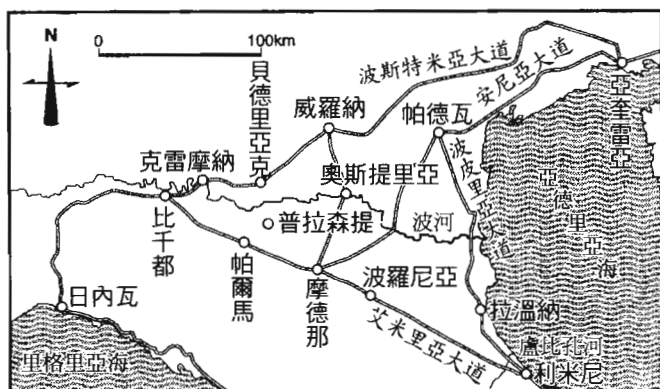 N
0
100km
貝德里亞克
波斯特米亞大道
安尼亞大道
亞奎雷亞
威羅納
帕德瓦
克雷摩納
奧斯提里亞
波皮里亞大道
亞德里亞海
比千都
普拉森提
波河
帕爾馬
日內瓦
摩德那
波羅尼亞
拉溫納
艾米里亞大道
盧比孔河
里格里亞海
利米尼